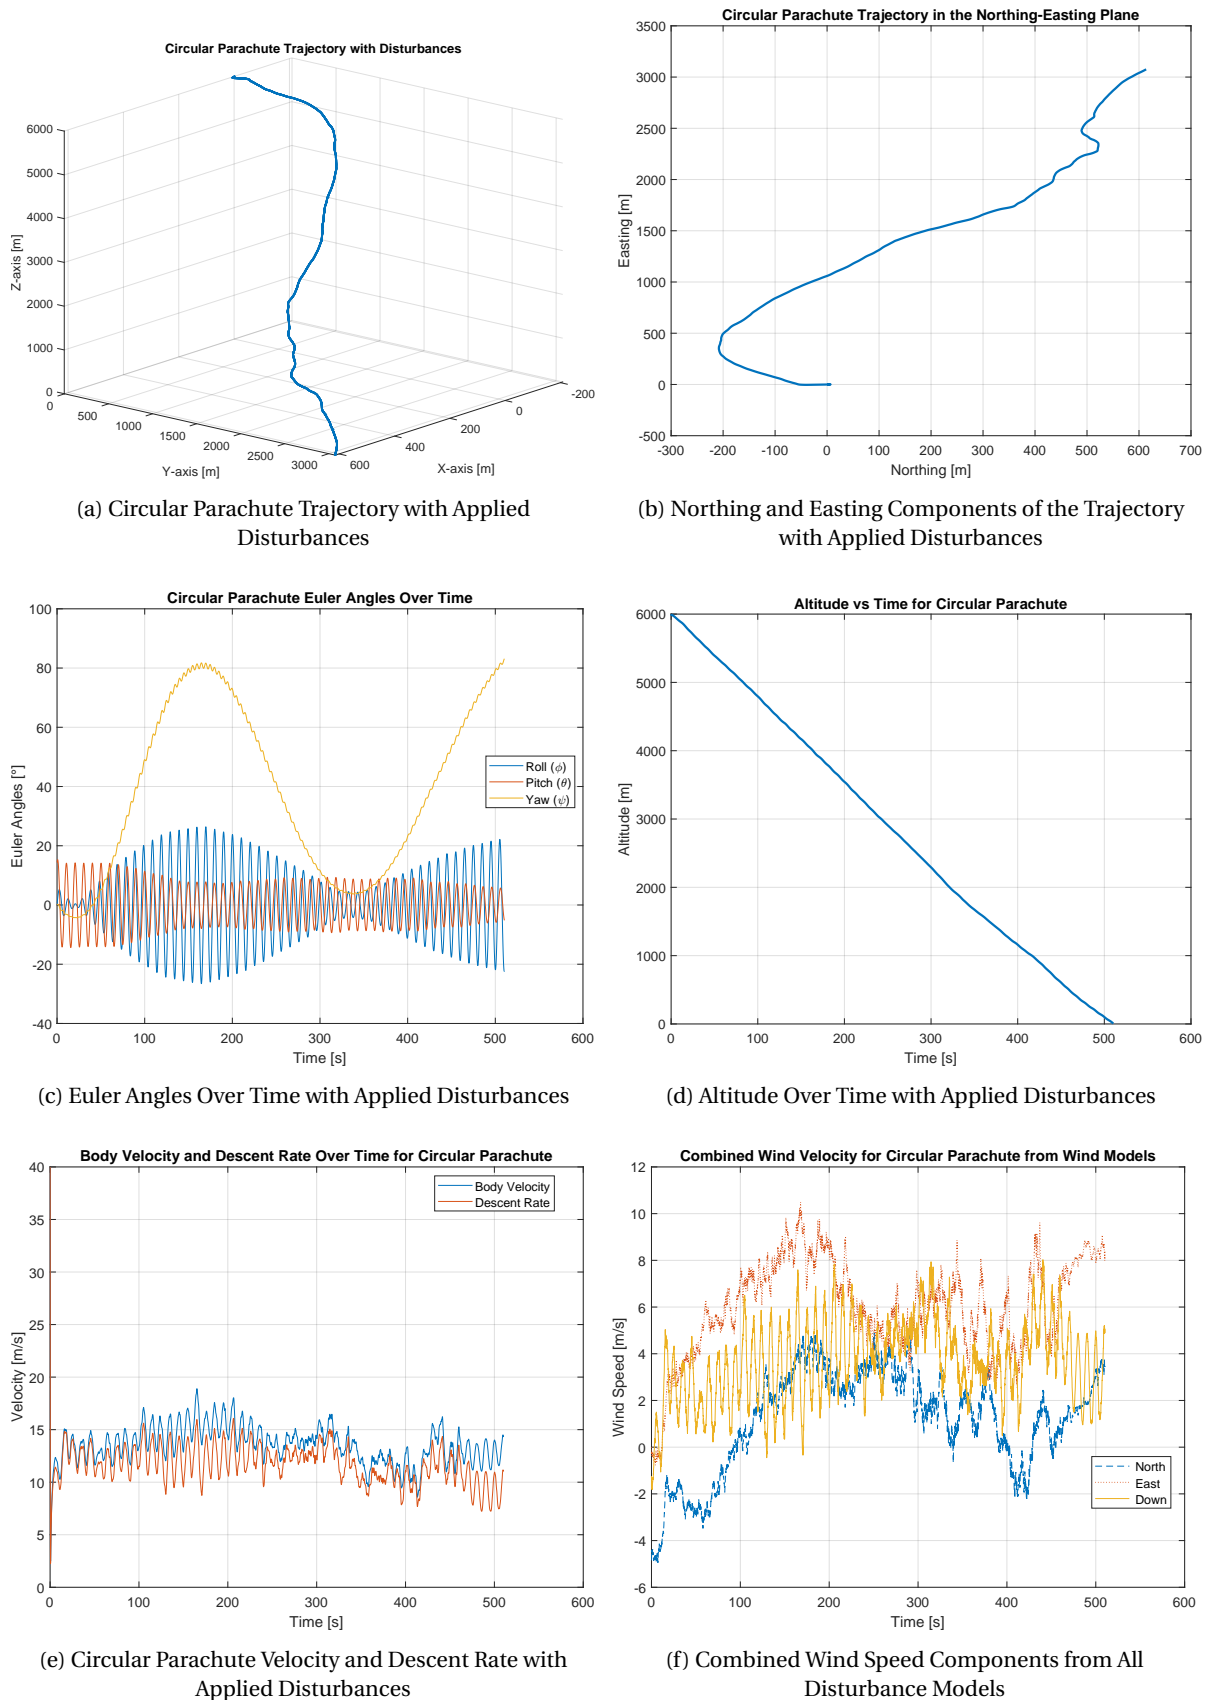 Circular Parachute Trajectory with Disturbances
6000
5000
4000
3000
2000
1000
0
Z-axis [m]
0
500
1000
1500
2000
2500
3000
Y-axis [m]
600
400
200
0
-200
X-axis [m]
(a) Circular Parachute Trajectory with Applied
Disturbances
Circular Parachute Trajectory in the Northing-Easting Plane
3500
3000
2500
2000
1500
1000
500
0
-500
Easting [m]
-300 -200 -100 0 100 200 300 400 500 600 700
Northing [m]
(b) Northing and Easting Components of the Trajectory
with Applied Disturbances
Circular Parachute Euler Angles Over Time
100
80
60
40
20
0
-20
-40
Euler Angles [°]
Roll (ϕ)
Pitch (θ)
Yaw (ψ)
0 100 200 300 400 500 600
Time [s]
(c) Euler Angles Over Time with Applied Disturbances
Altitude vs Time for Circular Parachute
6000
5000
4000
3000
2000
1000
0
Altitude [m]
0 100 200 300 400 500 600
Time [s]
(d) Altitude Over Time with Applied Disturbances
Body Velocity and Descent Rate Over Time for Circular Parachute
40
35
30
25
20
15
10
5
0
Velocity [m/s]
Body Velocity
Descent Rate
0 100 200 300 400 500 600
Time [s]
(e) Circular Parachute Velocity and Descent Rate with
Applied Disturbances
Combined Wind Velocity for Circular Parachute from Wind Models
12
10
8
6
4
2
0
-2
-4
-6
Wind Speed [m/s]
North
East
Down
0 100 200 300 400 500 600
Time [s]
(f) Combined Wind Speed Components from All
Disturbance Models